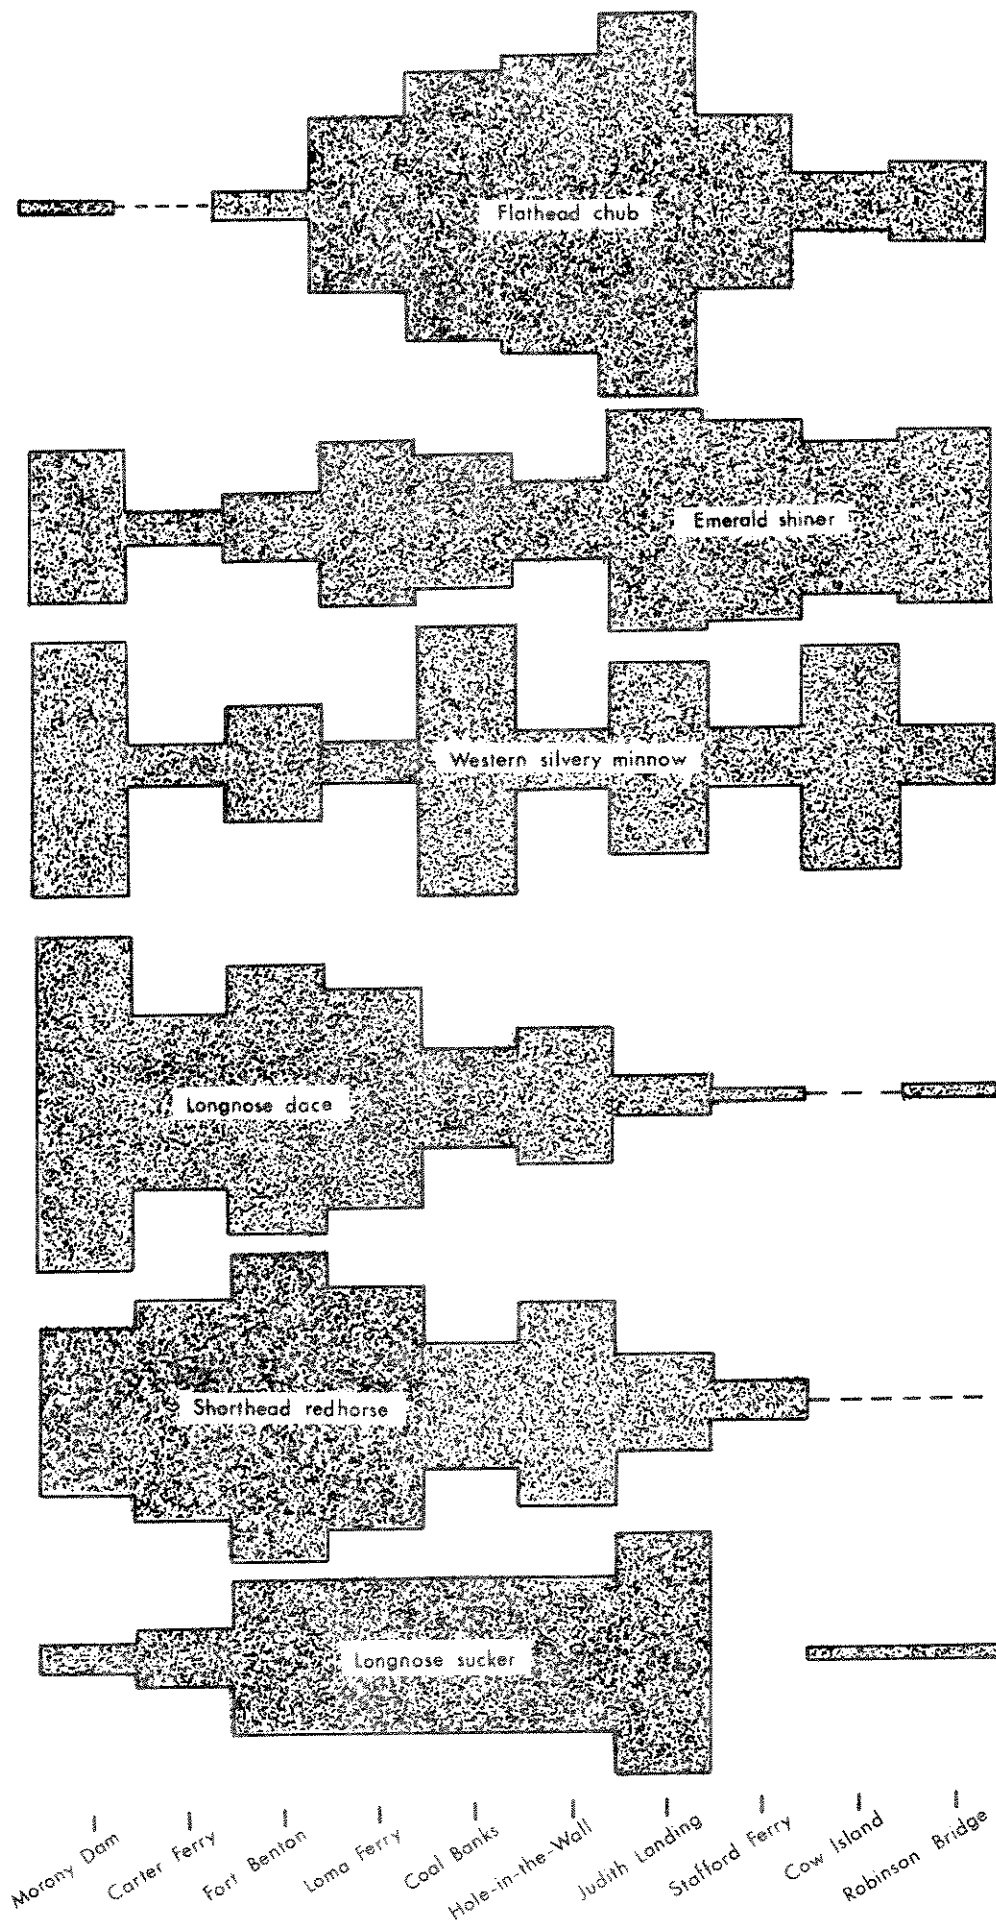 Flathead chub
Emerald shiner
Western silvery minnow
Longnose dace
Shorthead redhorse
Longnose sucker
Morony Dam
Carter Ferry
Fort Benton
Loma Ferry
Coal Banks
Hole-in-the-Wall
Judith Landing
Stafford Ferry
Cow Island
Robinson Bridge